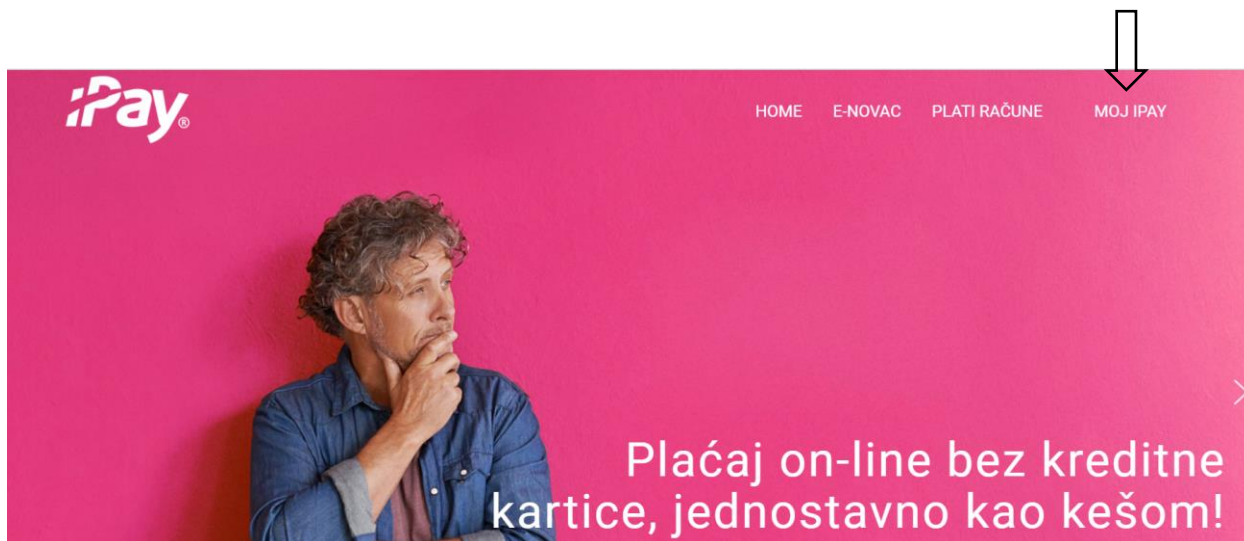 iPay®
HOME E-NOVAC PLATI RAČUNE MOJ IPAY
Plaćaj on-line bez kreditne
kartice, jednostavno kao kešom!